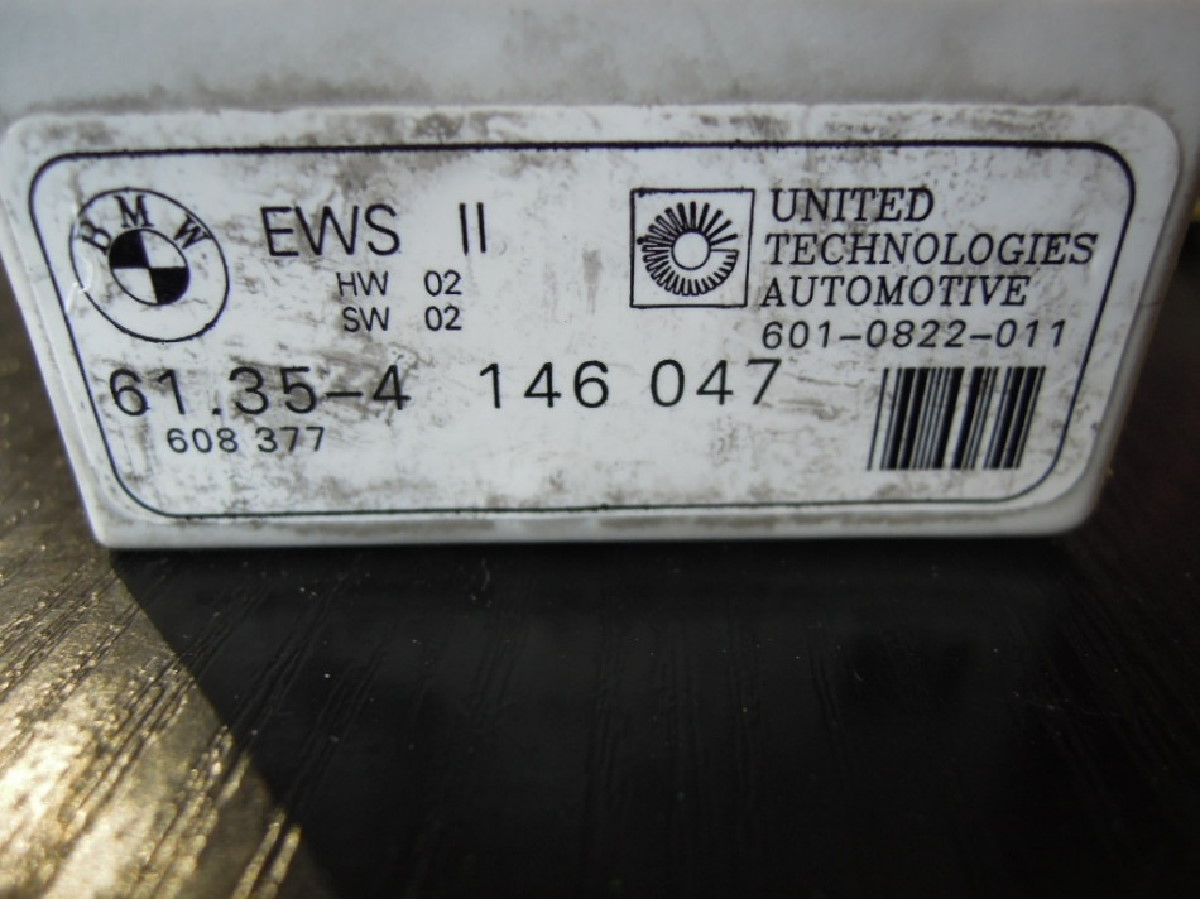 BMW
EWS II
HW 02
SW 02
UNITED
TECHNOLOGIES
AUTOMOTIVE
601-0822-011
61.35-4 146 047
608 377